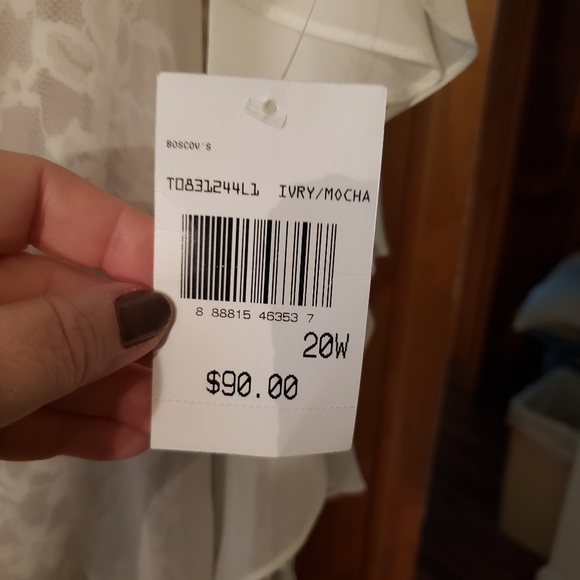 BOSCOV'S
TD831244L1 IVRY/MOCHA
8 88815 46353 7
20W
$90.00